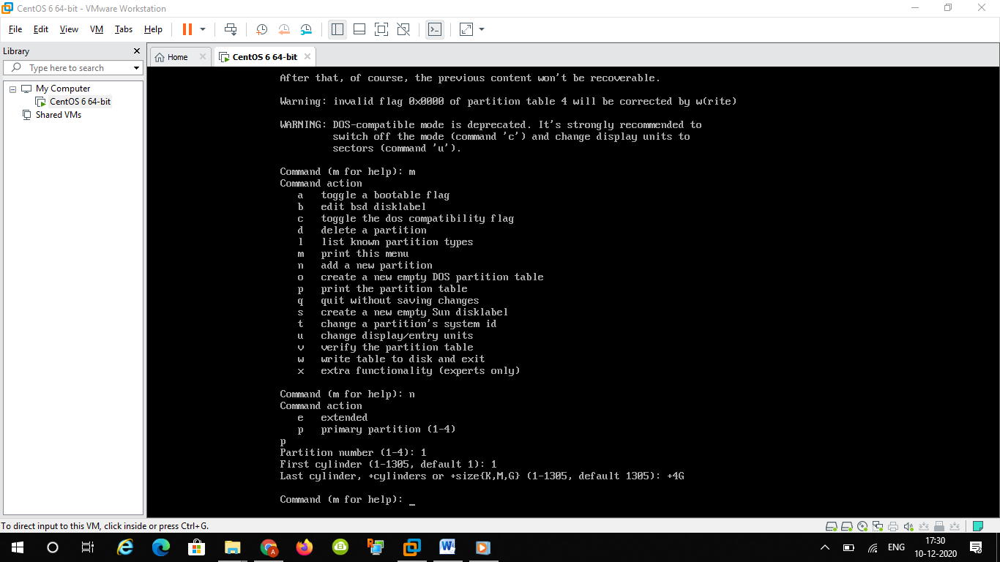 CentOS 6 64-bit - VMware Workstation
File Edit View VM Tabs Help
Library
Type here to search
My Computer
CentOS 6 64-bit
Shared VMs
Home
CentOS 6 64-bit
After that, of course, the previous content won't be recoverable.
Warning: invalid flag 0x0000 of partition table 4 will be corrected by w(rite)
WARNING: DOS-compatible mode is deprecated. It's strongly recommended to
switch off the mode (command 'c') and change display units to
sectors (command 'u').
Command (m for help): m
Command action
a toggle a bootable flag
b edit bsd disklabel
c toggle the dos compatibility flag
d delete a partition
l list known partition types
m print this menu
n add a new partition
o create a new empty DOS partition table
p print the partition table
q quit without saving changes
s create a new empty Sun disklabel
t change a partition's system id
u change display/entry units
v verify the partition table
w write table to disk and exit
x extra functionality (experts only)
Command (m for help): n
Command action
e extended
p primary partition (1-4)
p
Partition number (1-4): 1
First cylinder (1-1305, default 1): 1
Last cylinder, +cylinders or +size{K,M,G} (1-1305, default 1305): +4G
Command (m for help): _
To direct input to this VM, click inside or press Ctrl+G.
ENG
17:30
10-12-2020